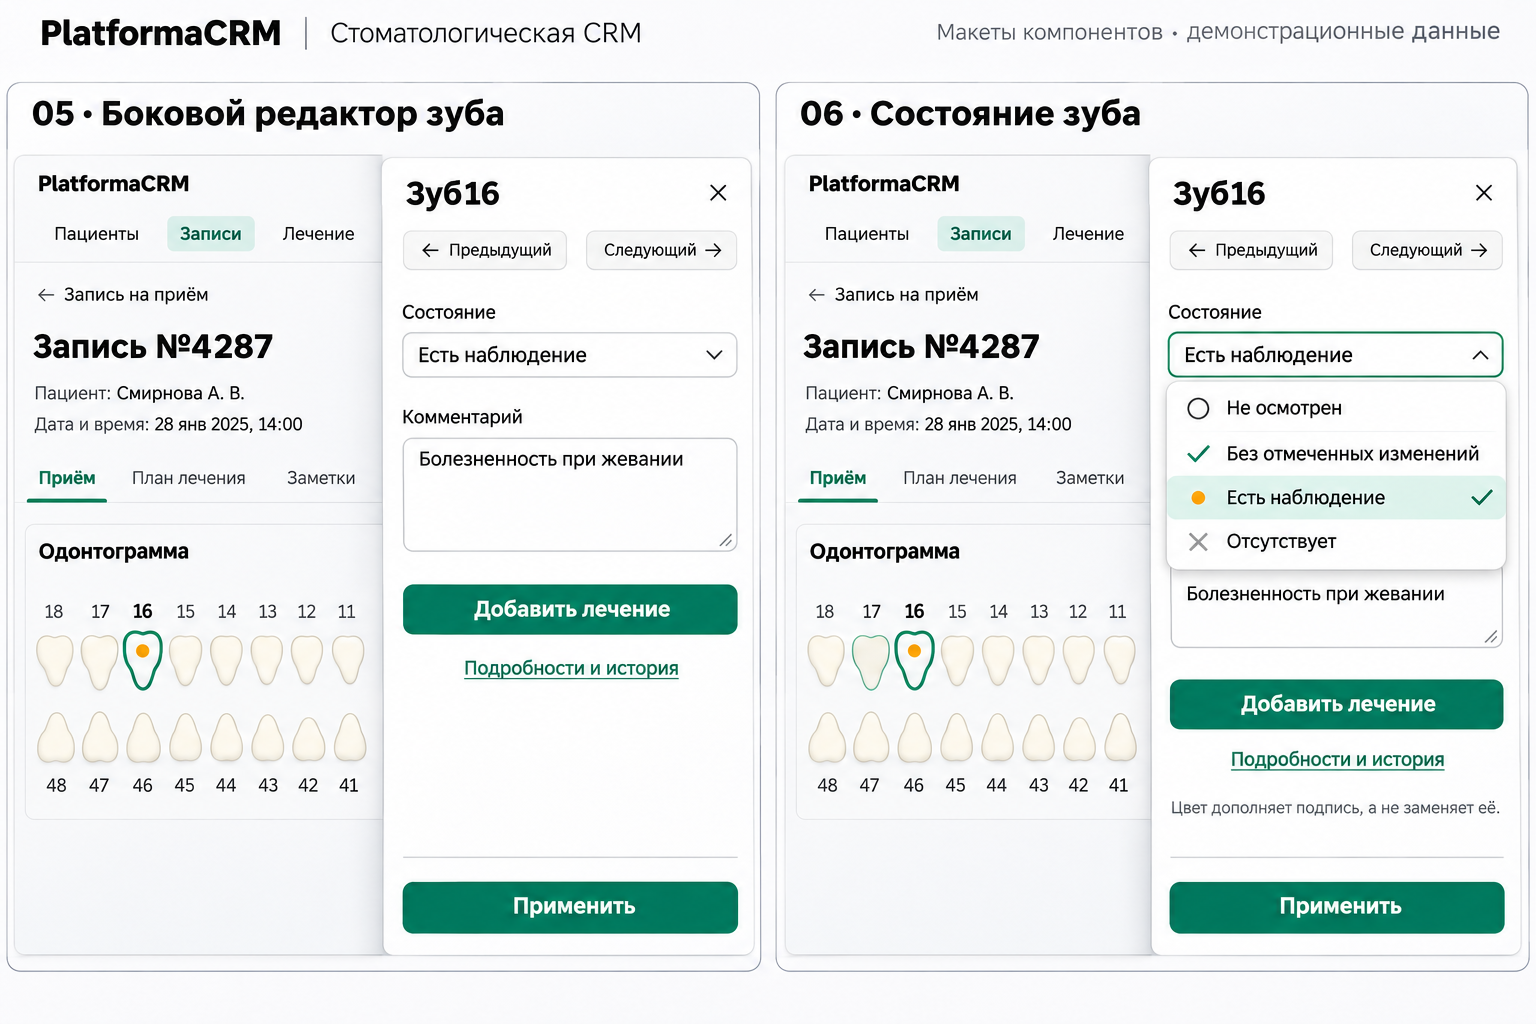 PlatformaCRM
Стоматологическая CRM
Макеты компонентов • демонстрационные данные
05 • Боковой редактор зуба
PlatformaCRM
Пациенты Записи Лечение
← Запись на приём
Запись №4287
Пациент: Смирнова А. В.
Дата и время: 28 янв 2025, 14:00
Приём План лечения Заметки
Одонтограмма
18 17 16 15 14 13 12 11
48 47 46 45 44 43 42 41
Зуб16
← Предыдущий Следующий →
Состояние
Есть наблюдение
Комментарий
Болезненность при жевании
Добавить лечение
Подробности и история
Применить
06 • Состояние зуба
PlatformaCRM
Пациенты Записи Лечение
← Запись на приём
Запись №4287
Пациент: Смирнова А. В.
Дата и время: 28 янв 2025, 14:00
Приём План лечения Заметки
Одонтограмма
18 17 16 15 14 13 12 11
48 47 46 45 44 43 42 41
Зуб16
← Предыдущий Следующий →
Состояние
Есть наблюдение
Не осмотрен
Без отмеченных изменений
Есть наблюдение
Отсутствует
Болезненность при жевании
Добавить лечение
Подробности и история
Цвет дополняет подпись, а не заменяет её.
Применить